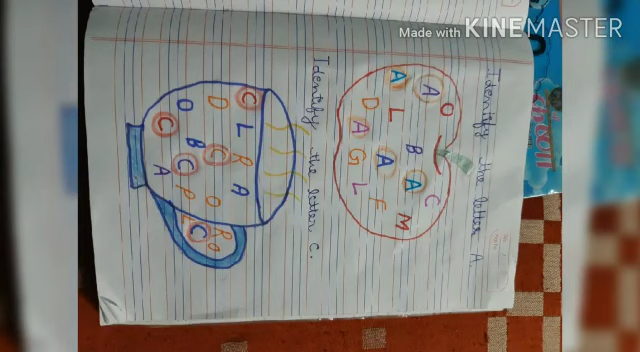 Made with KINEMASTER
Identify the letter A.
A O C
A L B A M
D A A F
A G L
Identify the letter C.
C L R A
D C O R
O B C P C o
C A